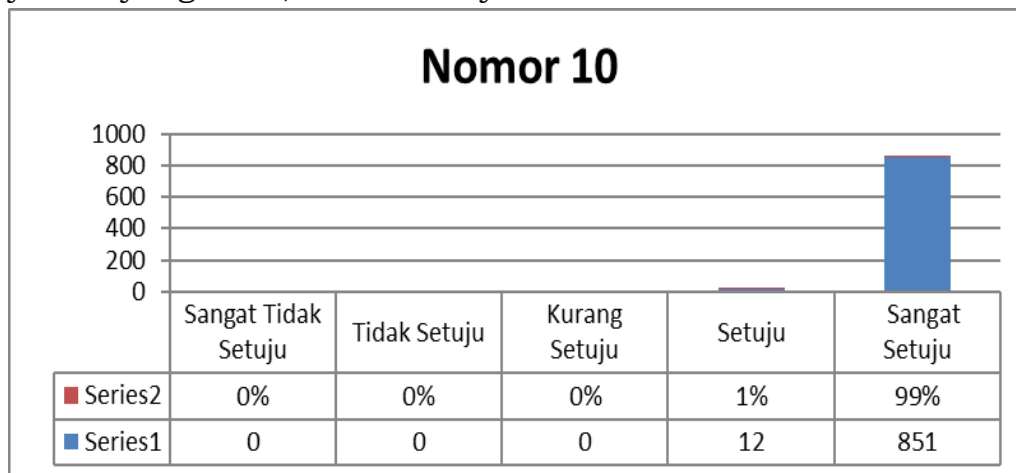 Nomor 10
1000
800
600
400
200
0
Sangat Tidak Setuju Tidak Setuju Kurang Setuju Setuju Sangat Setuju
Series2 0% 0% 0% 1% 99%
Series1 0 0 0 12 851